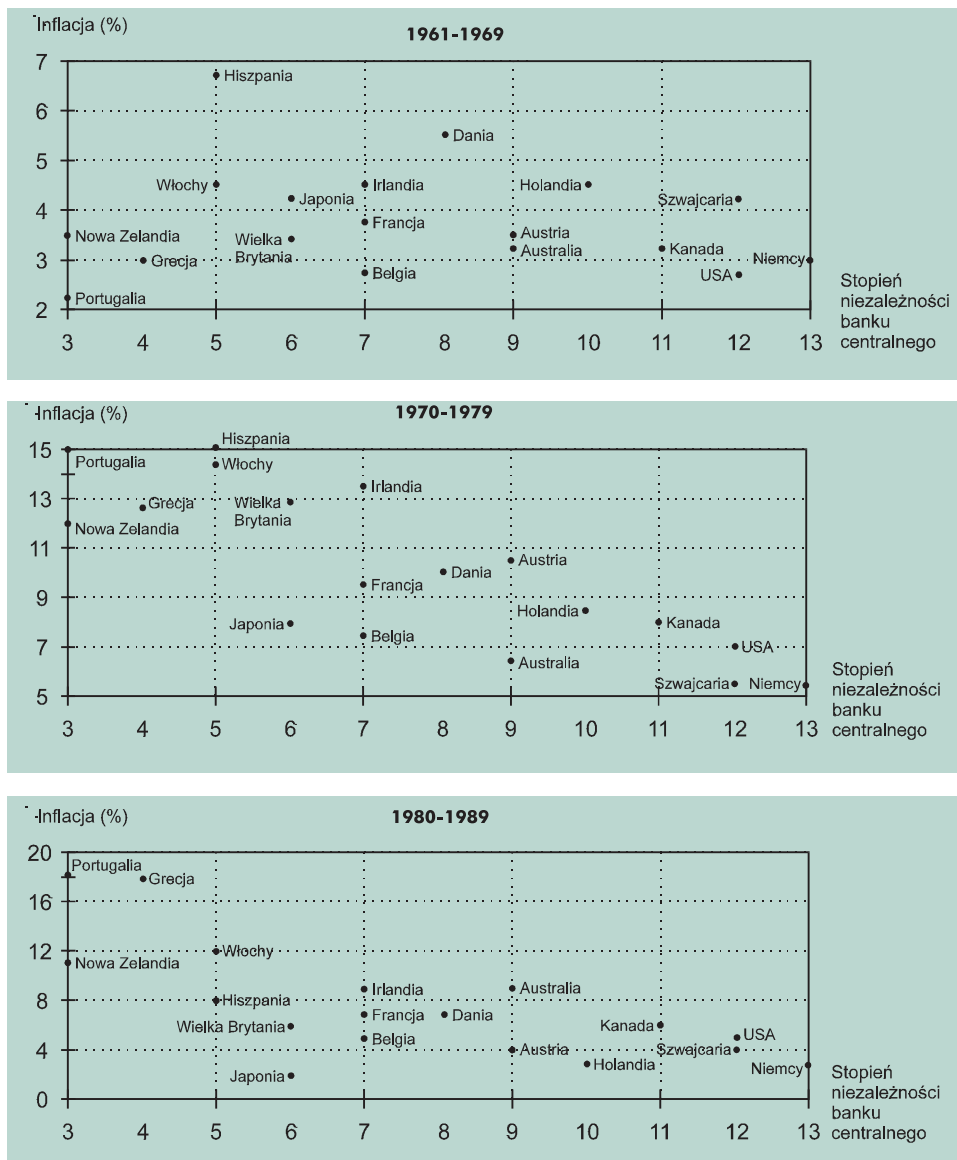 Inflacja (%)
1961-1969
7
Hiszpania
6
Dania
5
Włochy
Irlandia
Holandia
Japonia
Szwajcaria
4
Francja
Nowa Zelandia
Wielka
Brytania
Austria
Australia
Kanada
3
Grecja
Belgia
Niemcy
USA
Portugalia
2
Stopień
niezależności
banku
centralnego
3 4 5 6 7 8 9 10 11 12 13
Inflacja (%)
1970-1979
Hiszpania
15
Portugalia
Włochy
Irlandia
13
Grecja
Wielka
Brytania
Nowa Zelandia
11
Austria
Dania
Francja
9
Holandia
Japonia
Kanada
Belgia
7
USA
Australia
Szwajcaria
Niemcy
5
Stopień
niezależności
banku
centralnego
3 4 5 6 7 8 9 10 11 12 13
Inflacja (%)
1980-1989
20
Portugalia
Grecja
16
12
Włochy
Nowa Zelandia
8
Irlandia
Australia
Hiszpania
Francja
Dania
Wielka Brytania
Kanada
Belgia
USA
4
Austria
Szwajcaria
Holandia
Niemcy
Japonia
0
Stopień
niezależności
banku
centralnego
3 4 5 6 7 8 9 10 11 12 13